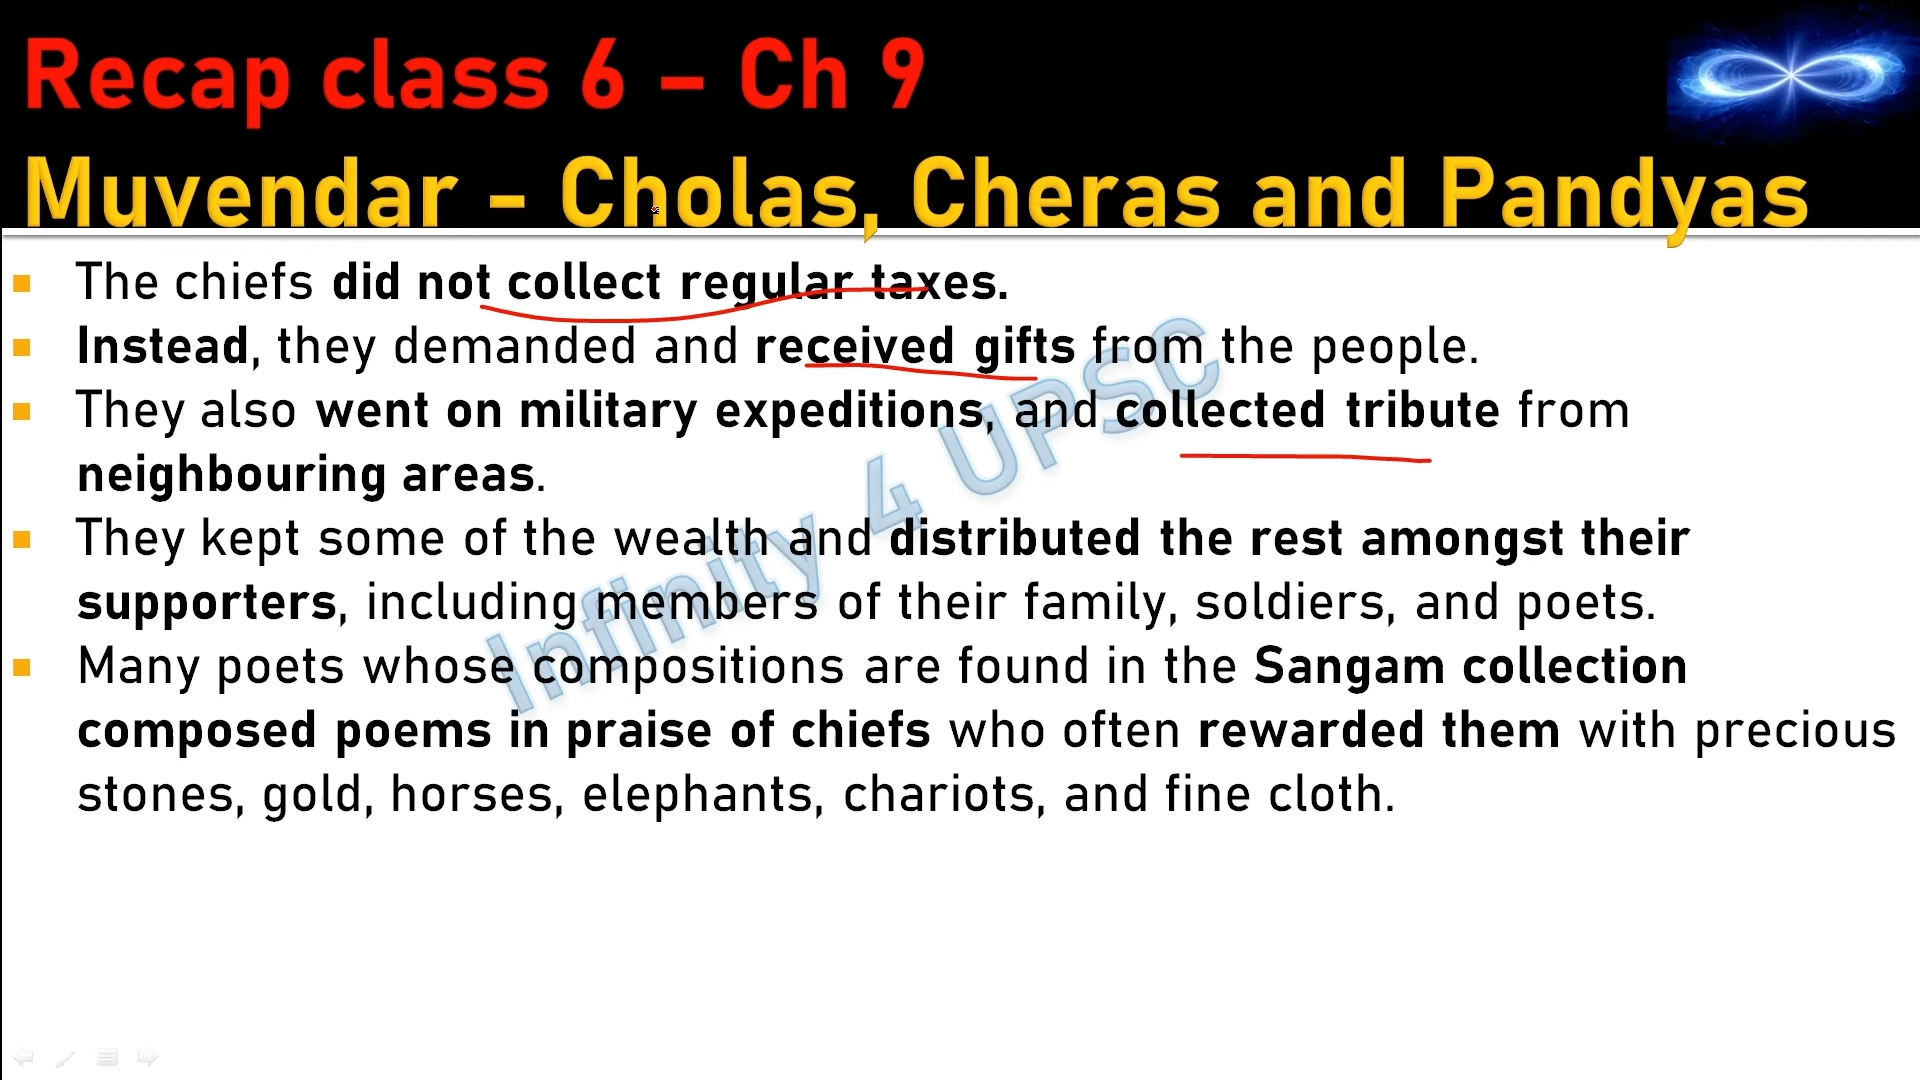 Recap class 6 – Ch 9
Muvendar – Cholas, Cheras and Pandyas
The chiefs did not collect regular taxes.
Instead, they demanded and received gifts from the people.
They also went on military expeditions, and collected tribute from
neighbouring areas.
They kept some of the wealth and distributed the rest amongst their
supporters, including members of their family, soldiers, and poets.
Many poets whose compositions are found in the Sangam collection
composed poems in praise of chiefs who often rewarded them with precious
stones, gold, horses, elephants, chariots, and fine cloth.
Infinity 4 UPSC